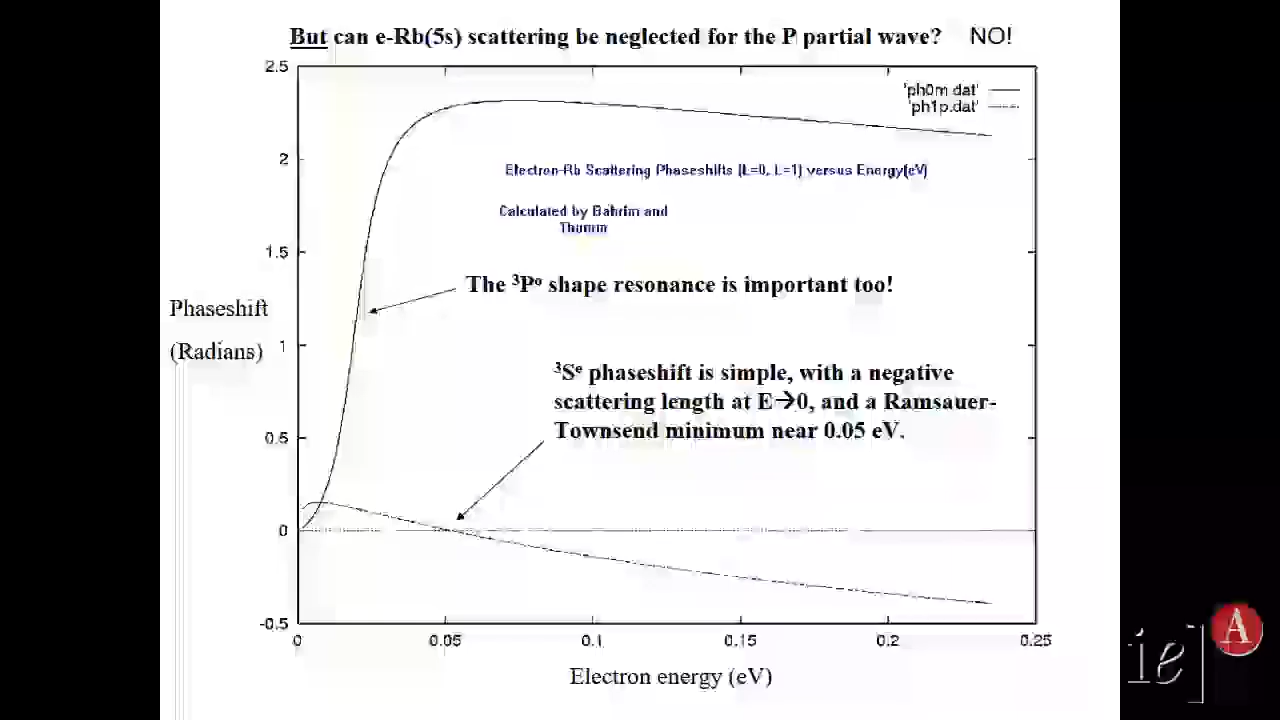 But can e-Rb(5s) scattering be neglected for the P partial wave? NO!
2.5
'ph0m.dat'
'ph1p.dat'
2
Electron-Rb Scattering Phaseshifts (L=0, L=1) versus Energy(eV)
Calculated by Bahrim and
Thumm
1.5
The ³Pᵒ shape resonance is important too!
Phaseshift
(Radians)
1
³Sᵉ phaseshift is simple, with a negative
scattering length at E→0, and a Ramsauer-
Townsend minimum near 0.05 eV.
0.5
0
-0.5
0 0.05 0.1 0.15 0.2 0.25
Electron energy (eV)
ie]
A